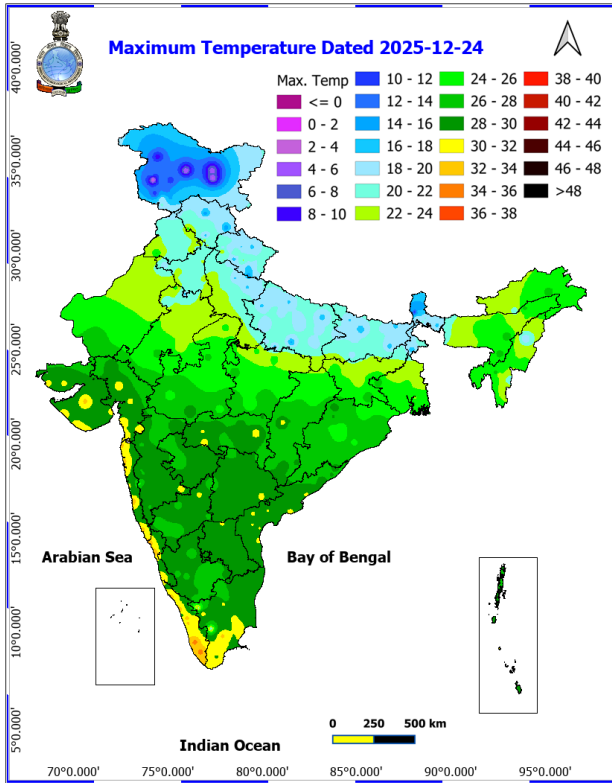 Maximum Temperature Dated 2025-12-24
Max. Temp
<= 0
0 - 2
2 - 4
4 - 6
6 - 8
8 - 10
10 - 12
12 - 14
14 - 16
16 - 18
18 - 20
20 - 22
22 - 24
24 - 26
26 - 28
28 - 30
30 - 32
32 - 34
34 - 36
36 - 38
38 - 40
40 - 42
42 - 44
44 - 46
46 - 48
>48
40°0.000'
35°0.000'
30°0.000'
25°0.000'
20°0.000'
15°0.000'
10°0.000'
5°0.000'
Arabian Sea
Bay of Bengal
Indian Ocean
0 250 500 km
70°0.000' 75°0.000' 80°0.000' 85°0.000' 90°0.000' 95°0.000'